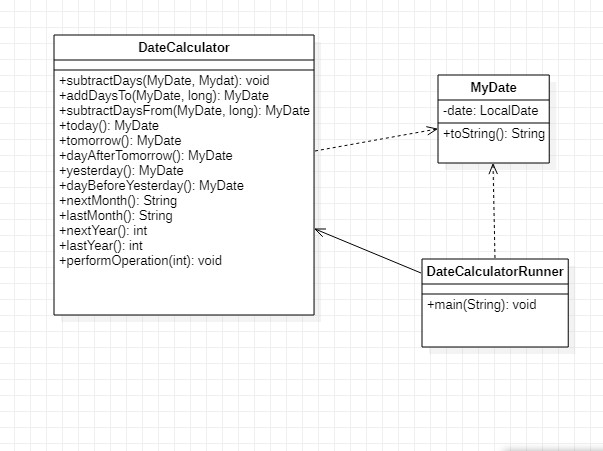 DateCalculator
+subtractDays(MyDate, Mydat): void
+addDaysTo(MyDate, long): MyDate
+subtractDaysFrom(MyDate, long): MyDate
+today(): MyDate
+tomorrow(): MyDate
+dayAfterTomorrow(): MyDate
+yesterday(): MyDate
+dayBeforeYesterday(): MyDate
+nextMonth(): String
+lastMonth(): String
+nextYear(): int
+lastYear(): int
+performOperation(int): void
MyDate
-date: LocalDate
+toString(): String
DateCalculatorRunner
+main(String): void